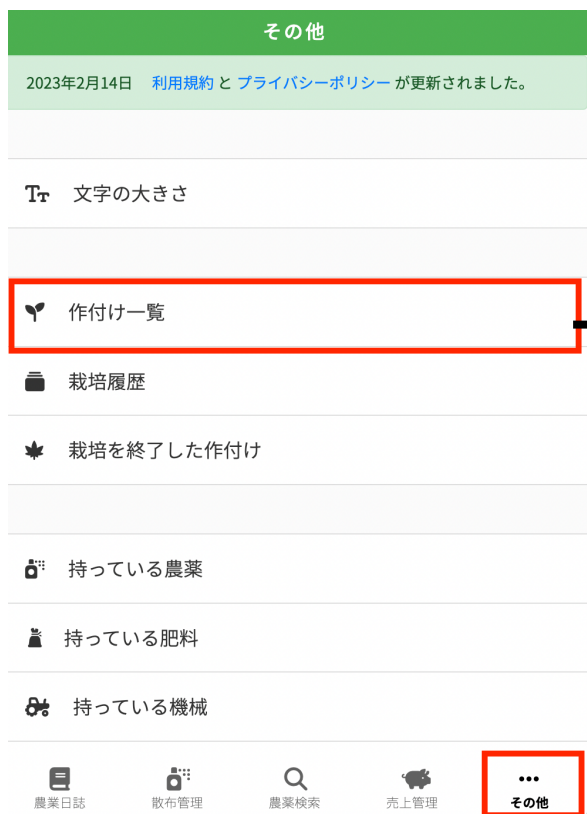 その他
2023年2月14日 利用規約 と プライバシーポリシー が更新されました。
文字の大きさ
作付け一覧
栽培履歴
栽培を終了した作付け
持っている農薬
持っている肥料
持っている機械
農業日誌 散布管理 農薬検索 売上管理 その他